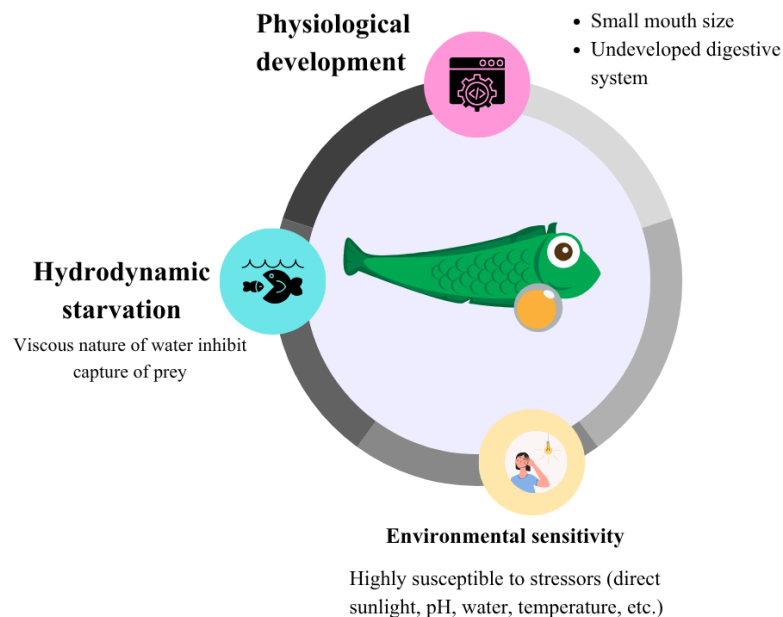 Physiological
development
• Small mouth size
• Undeveloped digestive
system
</>
Hydrodynamic
starvation
Viscous nature of water inhibit
capture of prey
Environmental sensitivity
Highly susceptible to stressors (direct
sunlight, pH, water, temperature, etc.)